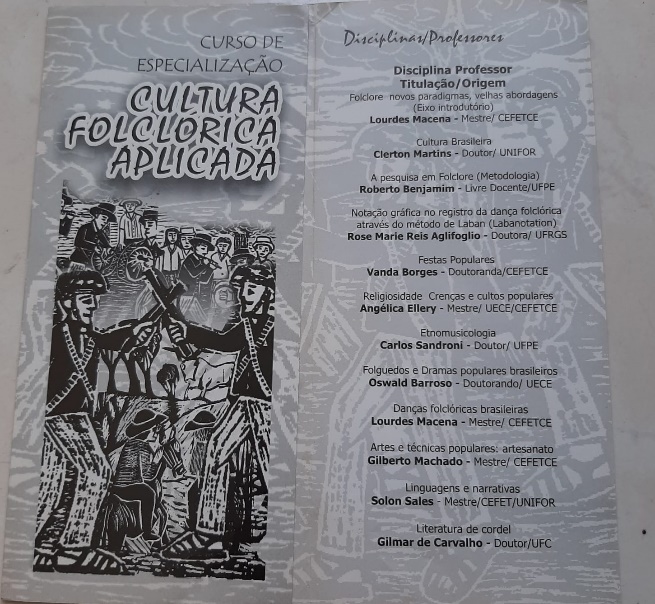 CURSO DE
ESPECIALIZAÇÃO
CULTURA
FOLCLÓRICA
APLICADA
Disciplinas/Professores
Disciplina Professor
Titulação/Origem
Folclore novos paradigmas, velhas abordagens
(Eixo introdutório)
Lourdes Macena - Mestre/ CEFETCE
Cultura Brasileira
Clerton Martins - Doutor/ UNIFOR
A pesquisa em Folclore (Metodologia)
Roberto Benjamim - Livre Docente/UFPE
Notação gráfica no registro da dança folclórica
através do método de Laban (Labanotation)
Rose Marie Reis Aglifoglio - Doutora/ UFRGS
Festas Populares
Vanda Borges - Doutoranda/CEFETCE
Religiosidade Crenças e cultos populares
Angélica Ellery - Mestre/ UECE/CEFETCE
Etnomusicologia
Carlos Sandroni - Doutor/ UFPE
Folguedos e Dramas populares brasileiros
Oswald Barroso - Doutorando/ UECE
Danças folclóricas brasileiras
Lourdes Macena - Mestre/ CEFETCE
Artes e técnicas populares: artesanato
Gilberto Machado - Mestre/ CEFETCE
Linguagens e narrativas
Solon Sales - Mestre/CEFET/UNIFOR
Literatura de cordel
Gilmar de Carvalho - Doutor/UFC